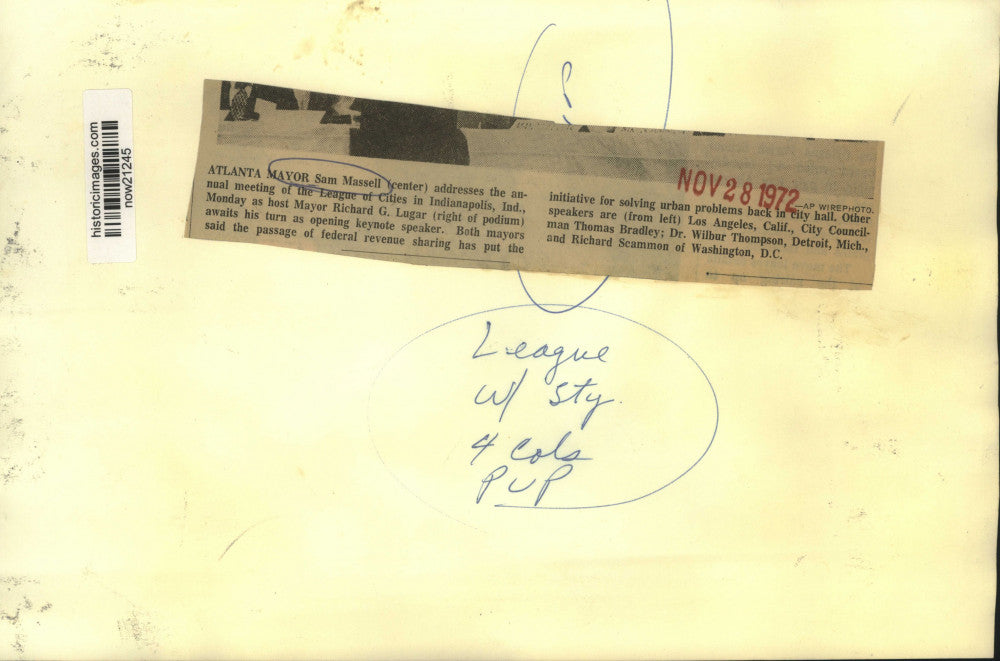 historicimages.com
now21245
NOV 28 1972
ATLANTA MAYOR Sam Massell (center) addresses the an-
nual meeting of the League of Cities in Indianapolis, Ind.,
Monday as host Mayor Richard G. Lugar (right of podium)
awaits his turn as opening keynote speaker. Both mayors
said the passage of federal revenue sharing has put the
—AP WIREPHOTO.
initiative for solving urban problems back in city hall. Other
speakers are (from left) Los Angeles, Calif., City Council-
man Thomas Bradley; Dr. Wilbur Thompson, Detroit, Mich.,
and Richard Scammon of Washington, D.C.
League
w/ Sty.
4 Cols
PUP